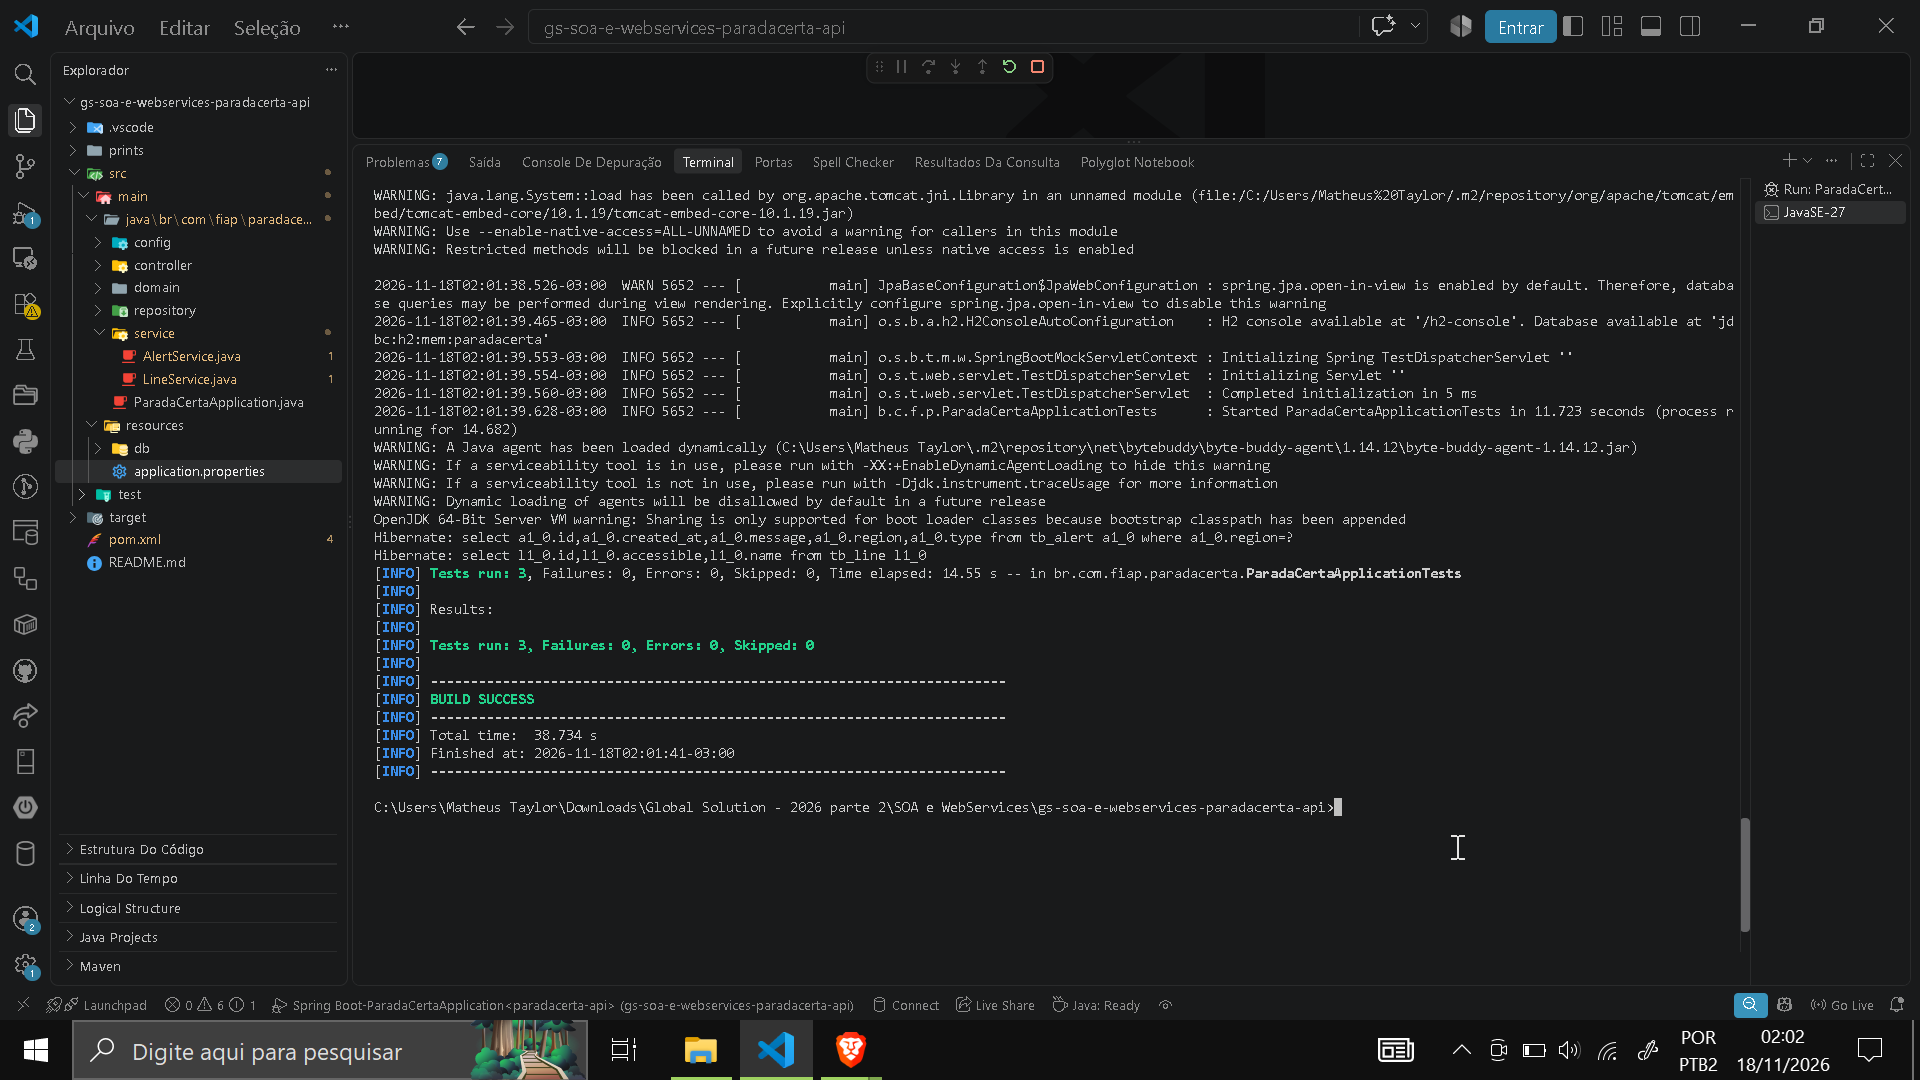 Arquivo Editar Seleção ···
gs-soa-e-webservices-paradacerta-api
Entrar
Explorador
gs-soa-e-webservices-paradacerta-api
.vscode
prints
src
main
java\br\com\fiap\paradace...
config
controller
domain
repository
service
AlertService.java 1
LineService.java 1
ParadaCertaApplication.java
resources
db
application.properties
test
target
pom.xml 4
README.md
Estrutura Do Código
Linha Do Tempo
Logical Structure
Java Projects
Maven
1
2
1
Problemas 7 Saída Console De Depuração Terminal Portas Spell Checker Resultados Da Consulta Polyglot Notebook
Run: ParadaCert...
JavaSE-27
WARNING: java.lang.System::load has been called by org.apache.tomcat.jni.Library in an unnamed module (file:/C:/Users/Matheus%20Taylor/.m2/repository/org/apache/tomcat/em
bed/tomcat-embed-core/10.1.19/tomcat-embed-core-10.1.19.jar)
WARNING: Use --enable-native-access=ALL-UNNAMED to avoid a warning for callers in this module
WARNING: Restricted methods will be blocked in a future release unless native access is enabled
2026-11-18T02:01:38.526-03:00  WARN 5652 --- [           main] JpaBaseConfiguration$JpaWebConfiguration : spring.jpa.open-in-view is enabled by default. Therefore, databa
se queries may be performed during view rendering. Explicitly configure spring.jpa.open-in-view to disable this warning
2026-11-18T02:01:39.465-03:00  INFO 5652 --- [           main] o.s.b.a.h2.H2ConsoleAutoConfiguration    : H2 console available at '/h2-console'. Database available at 'jd
bc:h2:mem:paradacerta'
2026-11-18T02:01:39.553-03:00  INFO 5652 --- [           main] o.s.b.t.m.w.SpringBootMockServletContext : Initializing Spring TestDispatcherServlet ''
2026-11-18T02:01:39.554-03:00  INFO 5652 --- [           main] o.s.t.web.servlet.TestDispatcherServlet  : Initializing Servlet ''
2026-11-18T02:01:39.560-03:00  INFO 5652 --- [           main] o.s.t.web.servlet.TestDispatcherServlet  : Completed initialization in 5 ms
2026-11-18T02:01:39.628-03:00  INFO 5652 --- [           main] b.c.f.p.ParadaCertaApplicationTests      : Started ParadaCertaApplicationTests in 11.723 seconds (process r
unning for 14.682)
WARNING: A Java agent has been loaded dynamically (C:\Users\Matheus Taylor\.m2\repository\net\bytebuddy\byte-buddy-agent\1.14.12\byte-buddy-agent-1.14.12.jar)
WARNING: If a serviceability tool is in use, please run with -XX:+EnableDynamicAgentLoading to hide this warning
WARNING: If a serviceability tool is not in use, please run with -Djdk.instrument.traceUsage for more information
WARNING: Dynamic loading of agents will be disallowed by default in a future release
OpenJDK 64-Bit Server VM warning: Sharing is only supported for boot loader classes because bootstrap classpath has been appended
Hibernate: select a1_0.id,a1_0.created_at,a1_0.message,a1_0.region,a1_0.type from tb_alert a1_0 where a1_0.region=?
Hibernate: select l1_0.id,l1_0.accessible,l1_0.name from tb_line l1_0
[INFO] Tests run: 3, Failures: 0, Errors: 0, Skipped: 0, Time elapsed: 14.55 s -- in br.com.fiap.paradacerta.ParadaCertaApplicationTests
[INFO]
[INFO] Results:
[INFO]
[INFO] Tests run: 3, Failures: 0, Errors: 0, Skipped: 0
[INFO]
[INFO] ------------------------------------------------------------------------
[INFO] BUILD SUCCESS
[INFO] ------------------------------------------------------------------------
[INFO] Total time:  38.734 s
[INFO] Finished at: 2026-11-18T02:01:41-03:00
[INFO] ------------------------------------------------------------------------
C:\Users\Matheus Taylor\Downloads\Global Solution - 2026 parte 2\SOA e WebServices\gs-soa-e-webservices-paradacerta-api>
Launchpad 0 6 1 Spring Boot-ParadaCertaApplication<paradacerta-api> (gs-soa-e-webservices-paradacerta-api) Connect Live Share Java: Ready Go Live
Digite aqui para pesquisar
POR
PTB2
02:02
18/11/2026